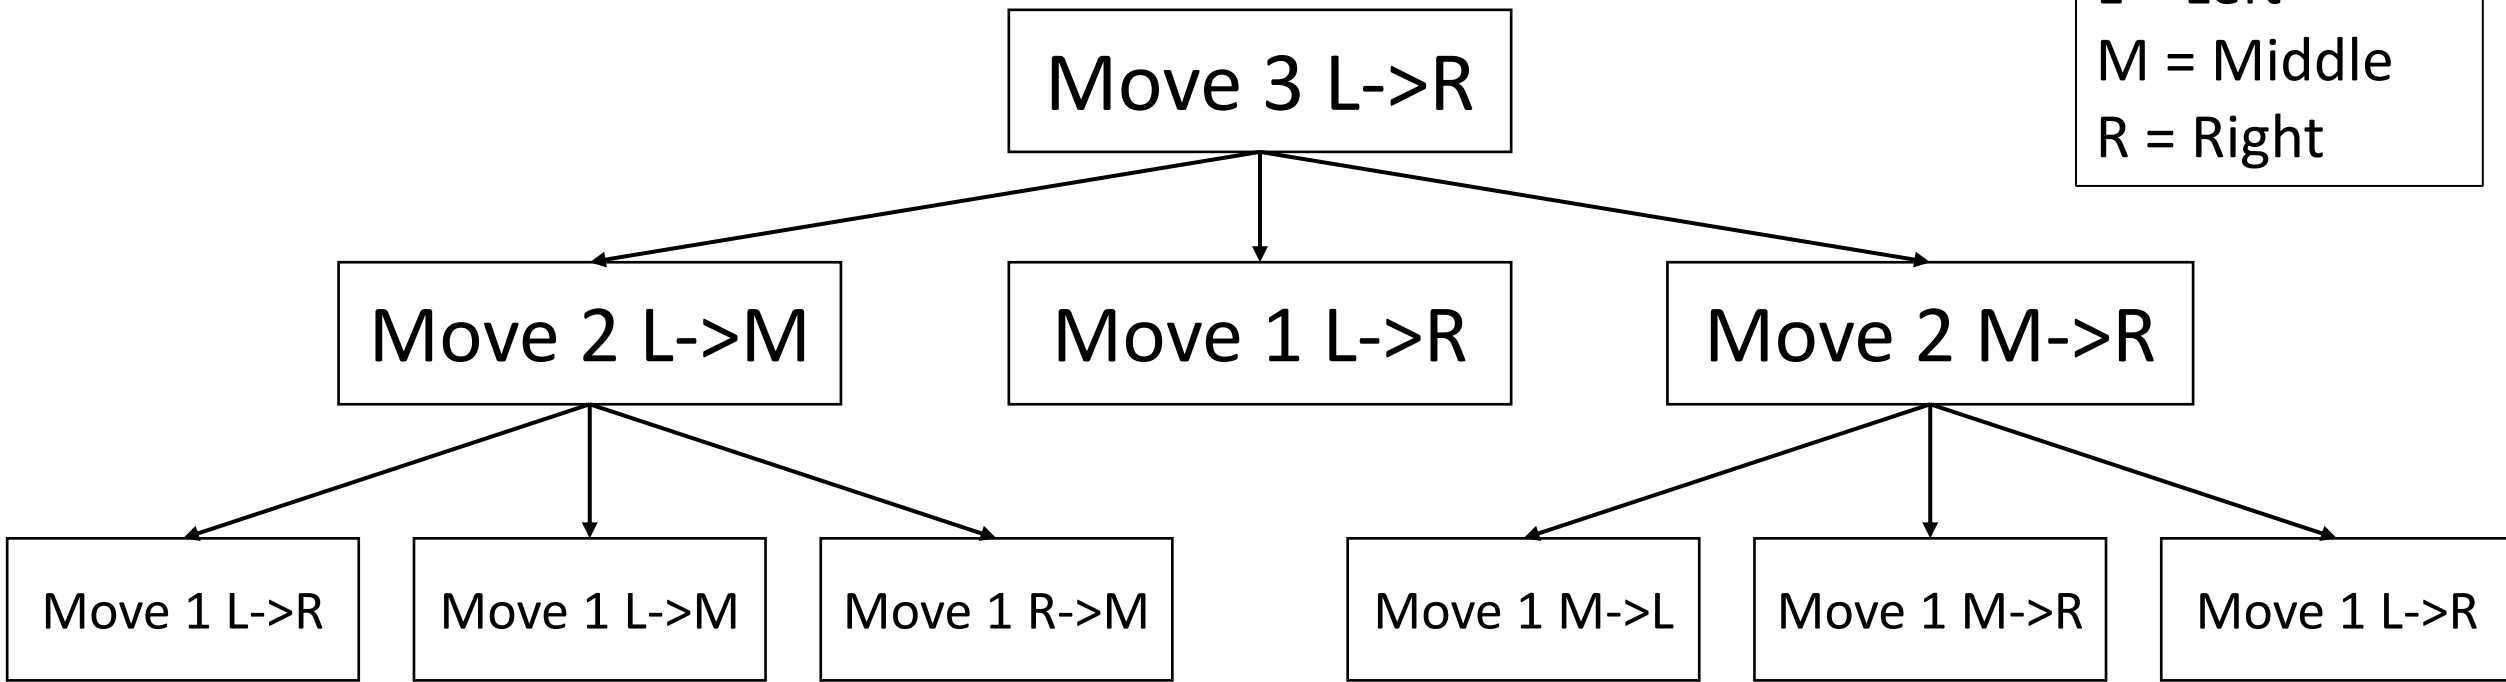 Move 3 L->R
M = Middle
R = Right
Move 2 L->M
Move 1 L->R
Move 2 M->R
Move 1 L->R
Move 1 L->M
Move 1 R->M
Move 1 M->L
Move 1 M->R
Move 1 L->R